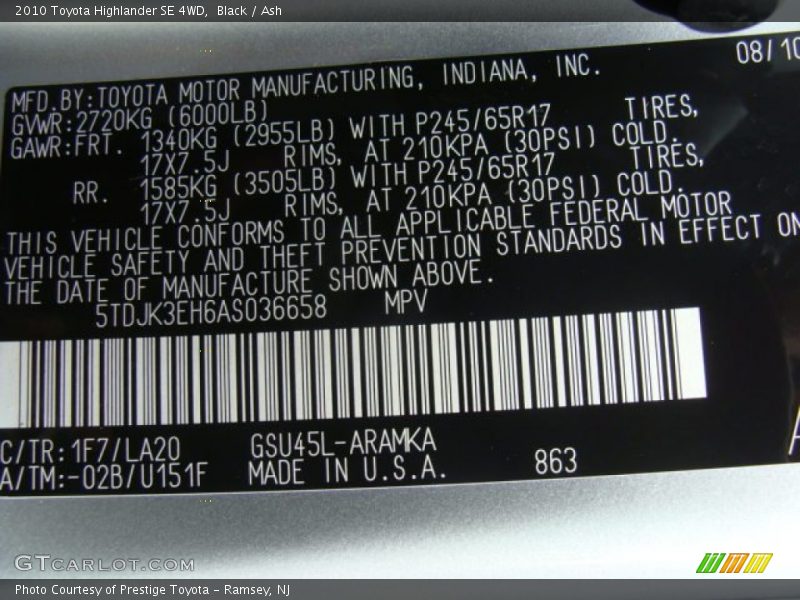 2010 Toyota Highlander SE 4WD, Black / Ash
08/10
MFD.BY:TOYOTA MOTOR MANUFACTURING, INDIANA, INC.
GVWR:2720KG (6000LB)
GAWR:FRT. 1340KG (2955LB) WITH P245/65R17 TIRES,
17X7.5J RIMS, AT 210KPA (30PSI) COLD.
RR. 1585KG (3505LB) WITH P245/65R17 TIRES,
17X7.5J RIMS, AT 210KPA (30PSI) COLD.
THIS VEHICLE CONFORMS TO ALL APPLICABLE FEDERAL MOTOR
VEHICLE SAFETY AND THEFT PREVENTION STANDARDS IN EFFECT ON
THE DATE OF MANUFACTURE SHOWN ABOVE.
5TDJK3EH6AS036658 MPV
C/TR:1F7/LA20 GSU45L-ARAMKA
A/TM:-02B/U151F MADE IN U.S.A. 863
GTCARLOT.COM
Photo Courtesy of Prestige Toyota - Ramsey, NJ